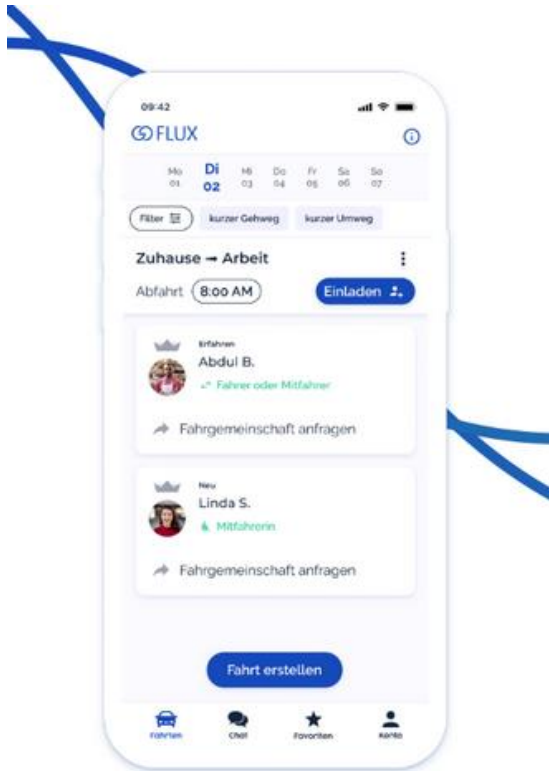 09:42
FLUX
Mo Di Mi Do Fr Sa So
01 02 03 04 05 06 07
Filter kurzer Gehweg kurzer Umweg
Zuhause → Arbeit
Abfahrt 8:00 AM Einladen
Erfahren
Abdul B.
Fahrer oder Mitfahrer
Fahrgemeinschaft anfragen
Neu
Linda S.
Mitfahrerin
Fahrgemeinschaft anfragen
Fahrt erstellen
Fahrten Chat Favoriten Konto